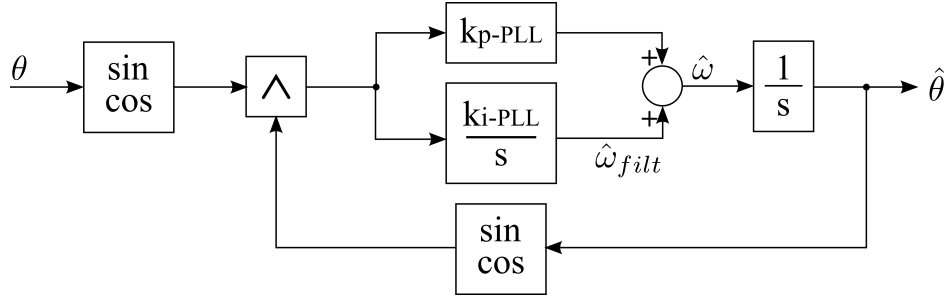 θ
sin
cos
∧
kp-PLL
ki-PLL
s
+
+
ω̂
ω̂filt
1
s
θ̂
sin
cos